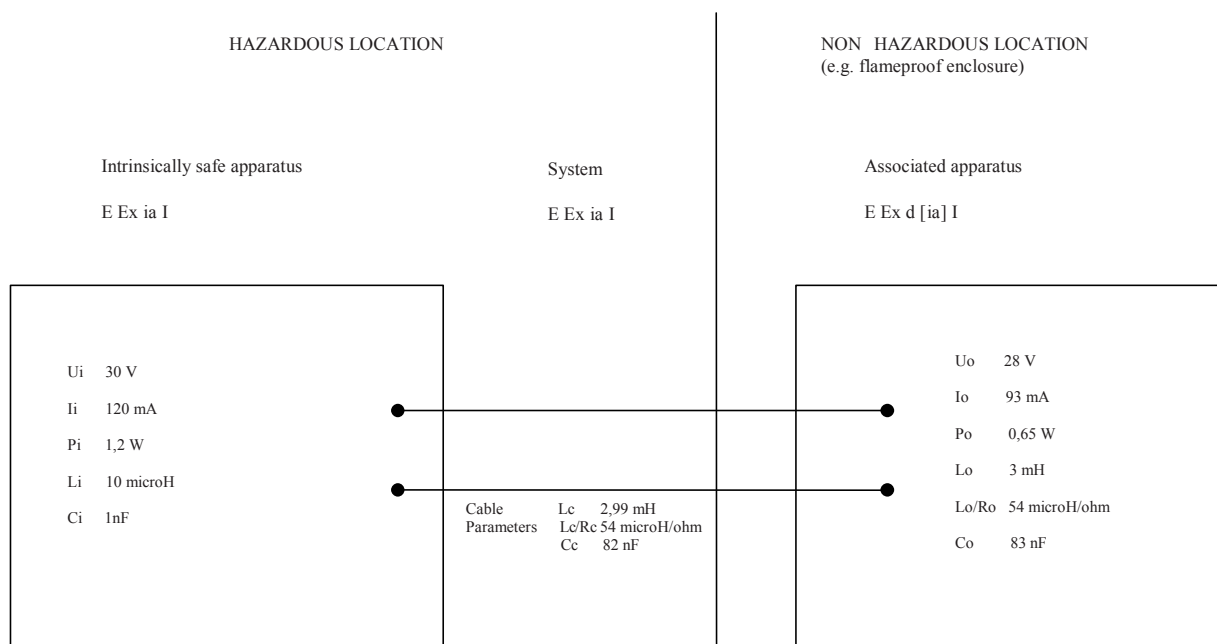 HAZARDOUS LOCATION
NON HAZARDOUS LOCATION
(e.g. flameproof enclosure)
Intrinsically safe apparatus
System
Associated apparatus
E Ex ia I
E Ex ia I
E Ex d [ia] I
Ui 30 V
Ii 120 mA
Pi 1,2 W
Li 10 microH
Ci 1nF
Cable Lc 2,99 mH
Parameters Lc/Rc 54 microH/ohm
Cc 82 nF
Uo 28 V
Io 93 mA
Po 0,65 W
Lo 3 mH
Lo/Ro 54 microH/ohm
Co 83 nF